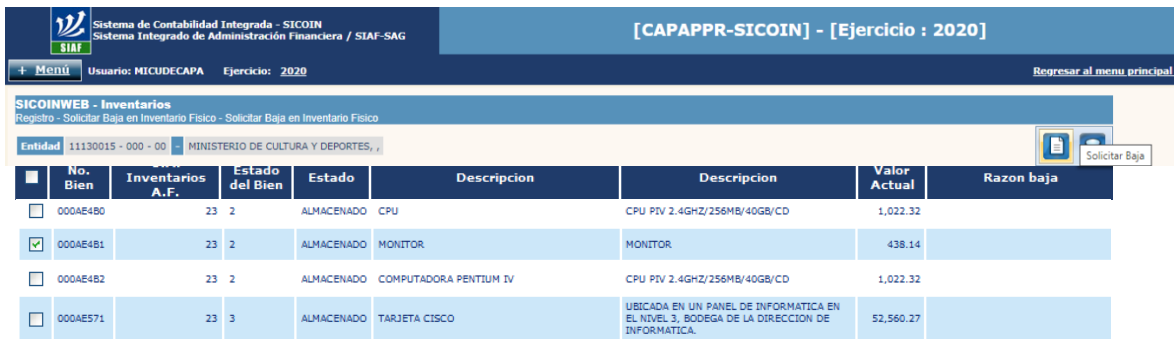 Sistema de Contabilidad Integrada - SICOIN
Sistema Integrado de Administración Financiera / SIAF-SAG
SIAF
[CAPAPPR-SICOIN] - [Ejercicio : 2020]
+ Menú Usuario: MICUDECAPA Ejercicio: 2020 Regresar al menu principal
SICOINWEB - Inventarios
Registro - Solicitar Baja en Inventario Fisico - Solicitar Baja en Inventario Fisico
Entidad 11130015 - 000 - 00 - MINISTERIO DE CULTURA Y DEPORTES, ,
Solicitar Baja
No. Bien Inventarios A.F. Estado del Bien Estado Descripcion Descripcion Valor Actual Razon baja
000AE4B0 23 2 ALMACENADO CPU CPU PIV 2.4GHZ/256MB/40GB/CD 1,022.32
000AE4B1 23 2 ALMACENADO MONITOR MONITOR 438.14
000AE4B2 23 2 ALMACENADO COMPUTADORA PENTIUM IV CPU PIV 2.4GHZ/256MB/40GB/CD 1,022.32
000AE571 23 3 ALMACENADO TARJETA CISCO UBICADA EN UN PANEL DE INFORMATICA EN EL NIVEL 3, BODEGA DE LA DIRECCION DE INFORMATICA. 52,560.27